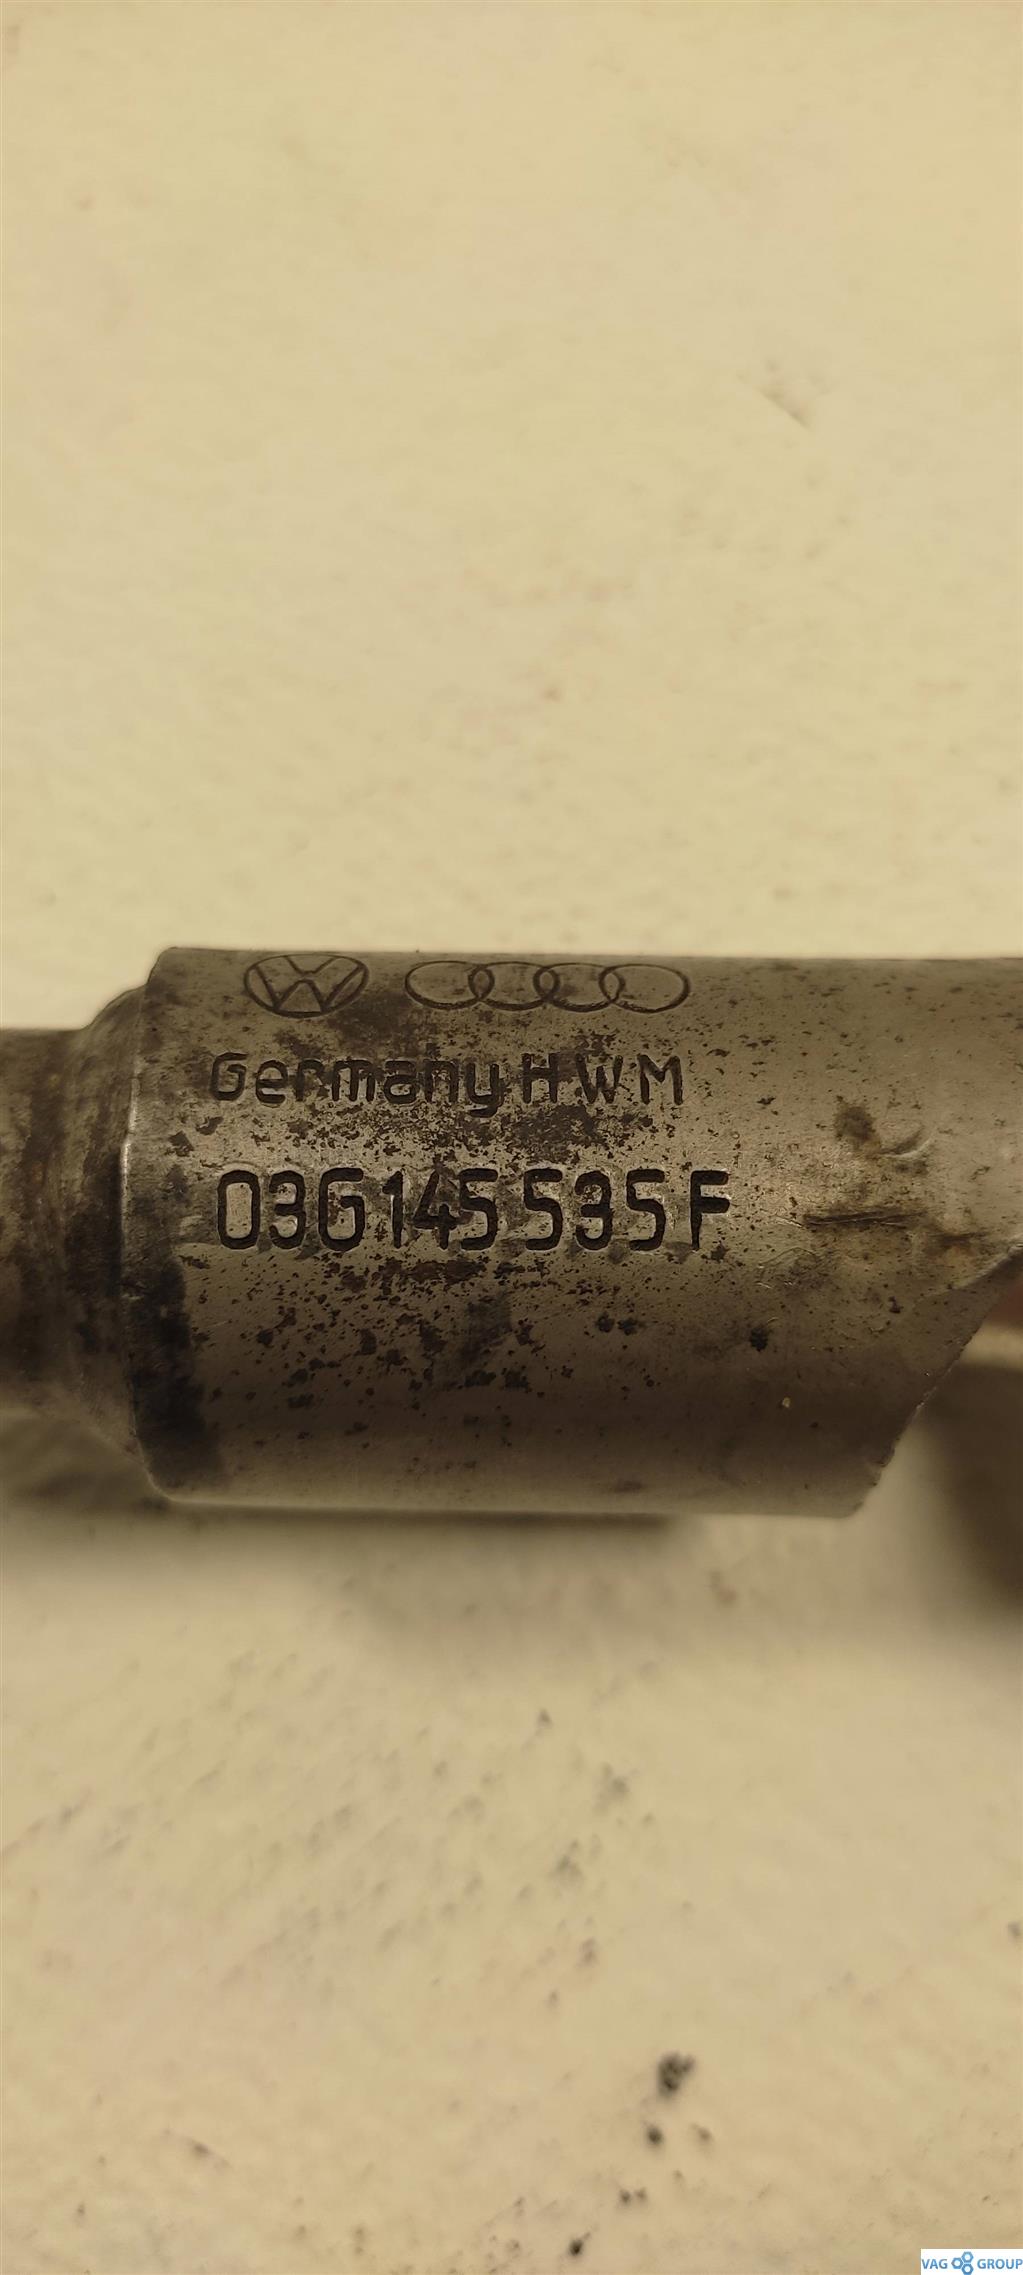 Germany HWM
03G145535F
VAG GROUP